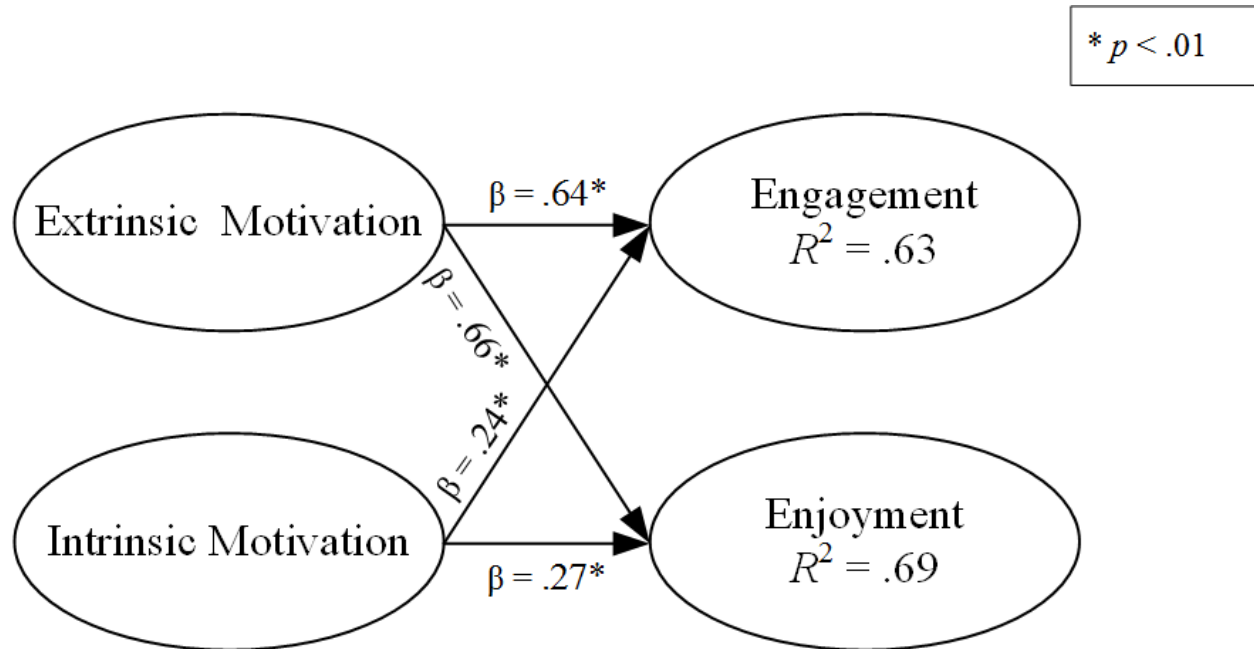 * p < .01
Extrinsic Motivation
β = .64*
Engagement
R² = .63
β = .66*
β = .24*
Intrinsic Motivation
β = .27*
Enjoyment
R² = .69